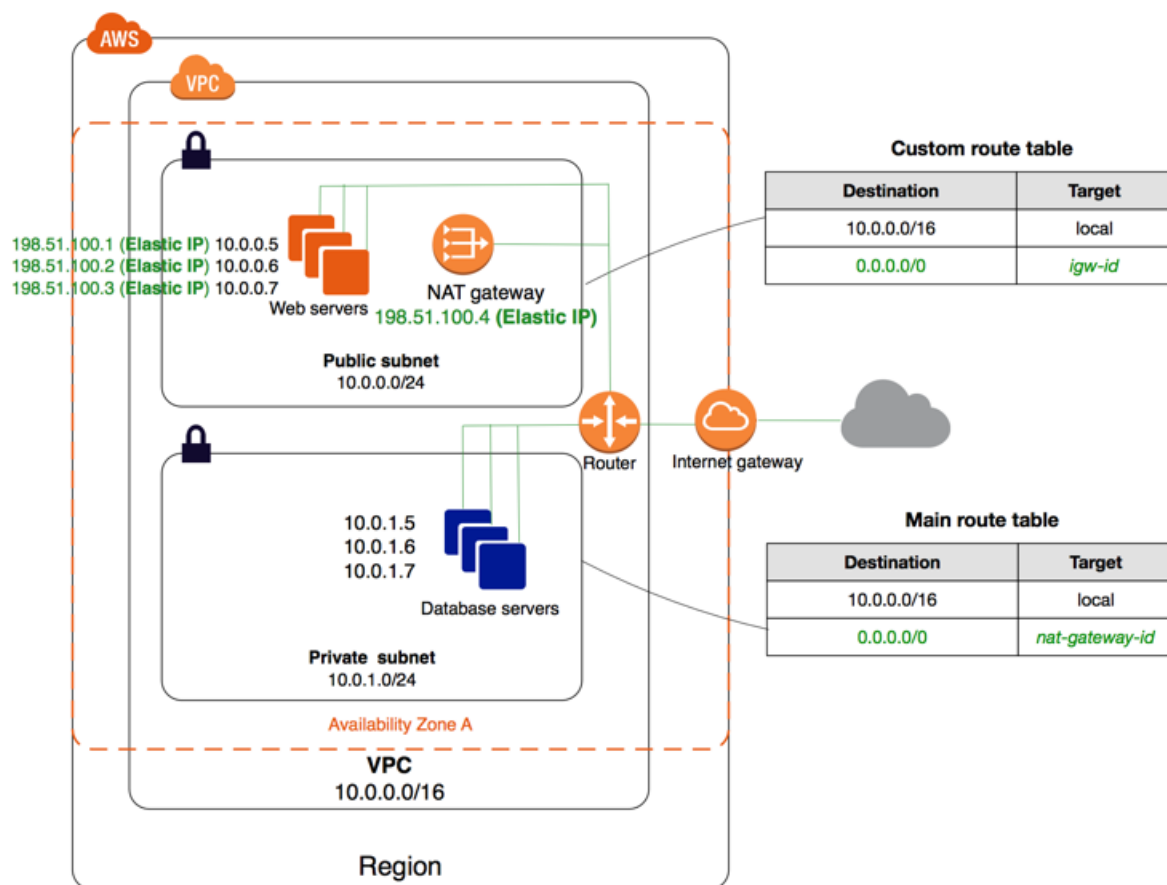 AWS
VPC
198.51.100.1 (Elastic IP) 10.0.0.5
198.51.100.2 (Elastic IP) 10.0.0.6
198.51.100.3 (Elastic IP) 10.0.0.7
Web servers
NAT gateway
198.51.100.4 (Elastic IP)
Public subnet
10.0.0.0/24
Custom route table
Destination Target
10.0.0.0/16 local
0.0.0.0/0 igw-id
Router
Internet gateway
10.0.1.5
10.0.1.6
10.0.1.7
Database servers
Private subnet
10.0.1.0/24
Main route table
Destination Target
10.0.0.0/16 local
0.0.0.0/0 nat-gateway-id
Availability Zone A
VPC
10.0.0.0/16
Region